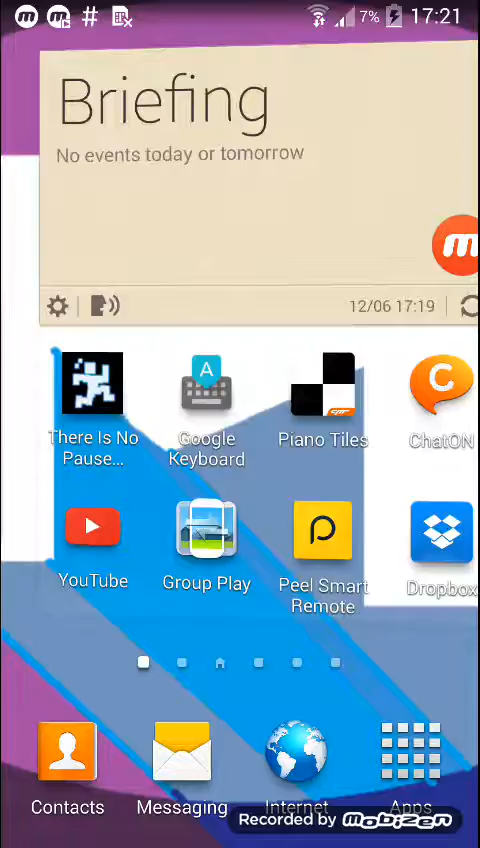 7% 17:21
Briefing
No events today or tomorrow
12/06 17:19
There Is No
Pause...
Google
Keyboard
Piano Tiles
ChatON
YouTube
Group Play
Peel Smart
Remote
Dropbox
Contacts
Messaging
Internet
Apps
Recorded by Mobizen